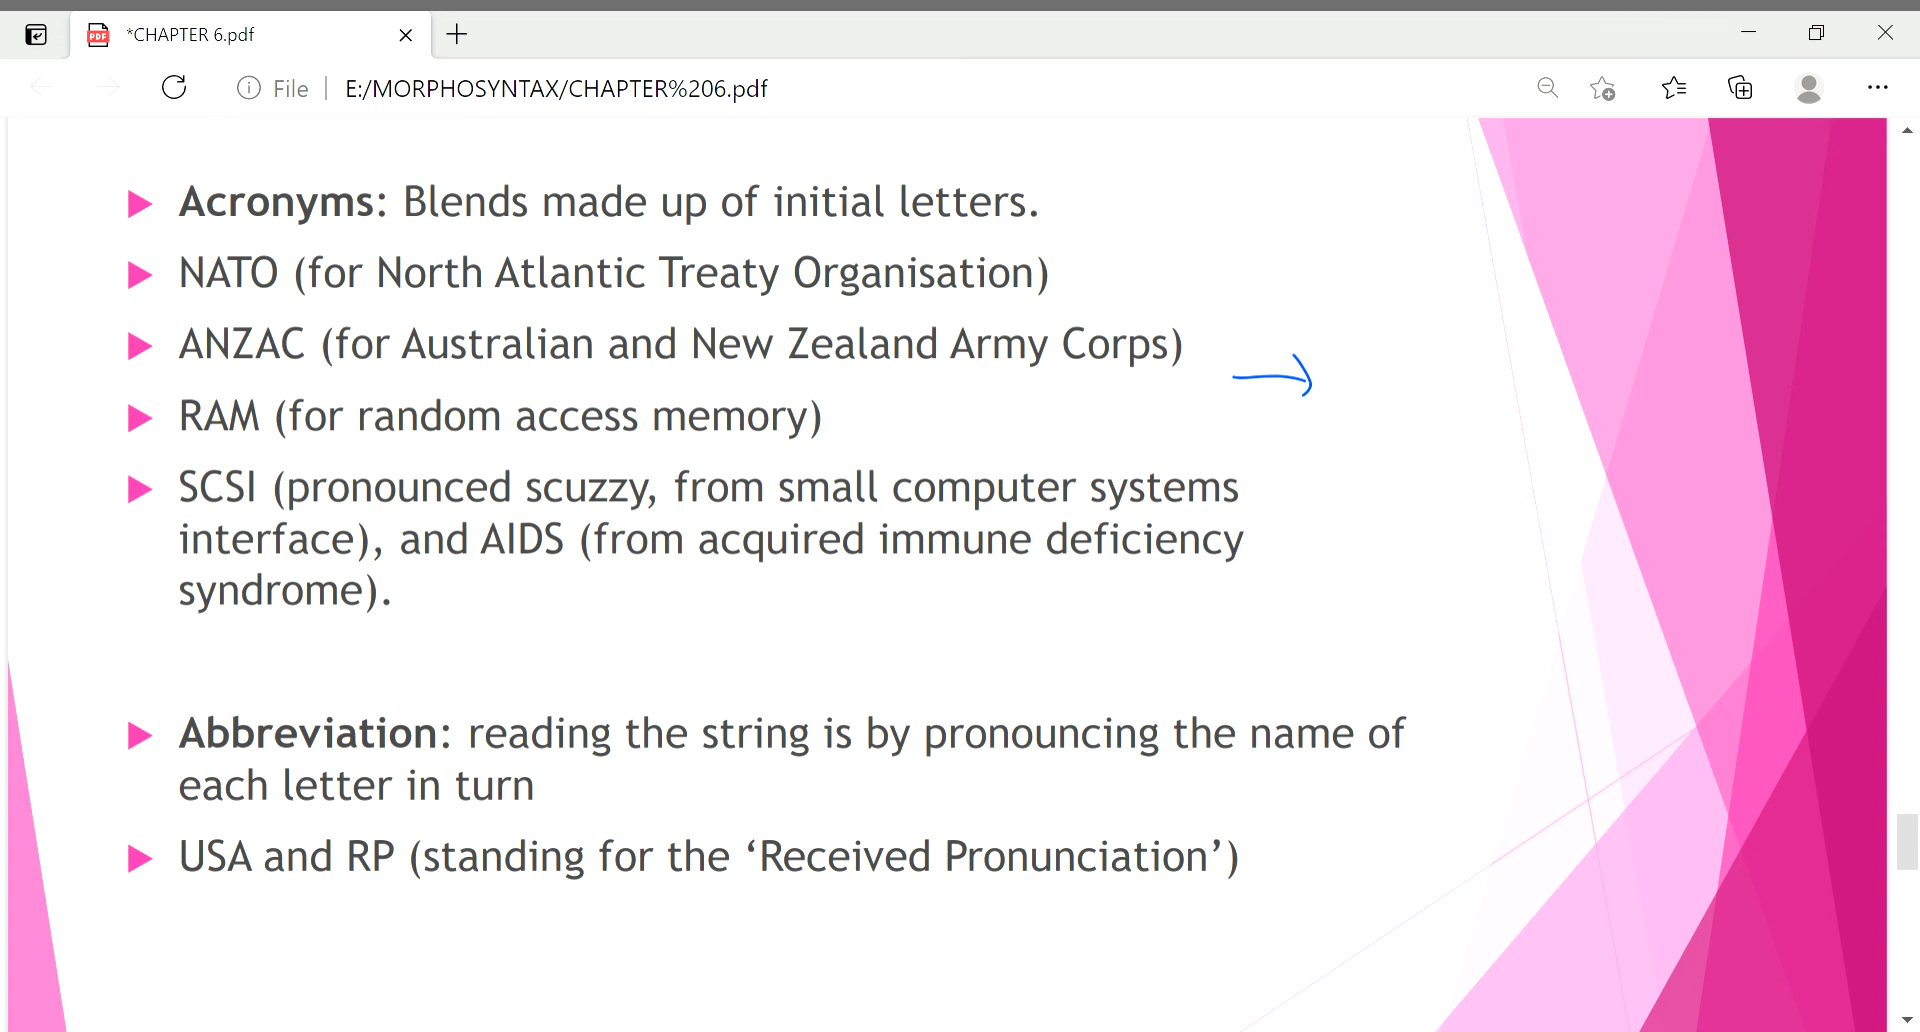 *CHAPTER 6.pdf
File
E:/MORPHOSYNTAX/CHAPTER%206.pdf
Acronyms: Blends made up of initial letters.
NATO (for North Atlantic Treaty Organisation)
ANZAC (for Australian and New Zealand Army Corps)
RAM (for random access memory)
SCSI (pronounced scuzzy, from small computer systems
interface), and AIDS (from acquired immune deficiency
syndrome).
Abbreviation: reading the string is by pronouncing the name of
each letter in turn
USA and RP (standing for the ‘Received Pronunciation’)